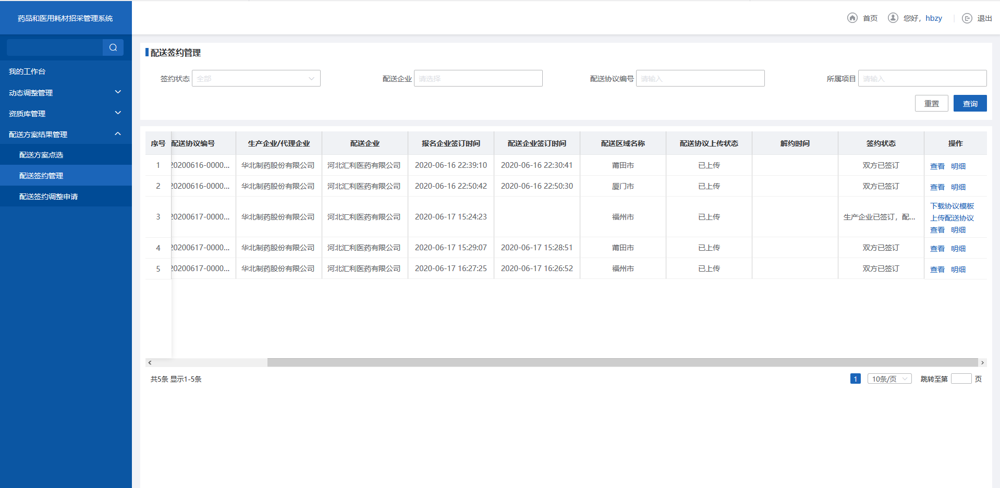 药品和医用耗材招采管理系统
首页 您好，hbzy 退出
我的工作台
动态调整管理
资质库管理
配送方案结果管理
配送方案点选
配送签约管理
配送签约调整申请
配送签约管理
签约状态 全部 配送企业 请选择 配送协议编号 请输入 所属项目 请输入
重置 查询
序号 配送协议编号 生产企业/代理企业 配送企业 报名企业签订时间 配送企业签订时间 配送区域名称 配送协议上传状态 解约时间 签约状态 操作
1 20200616-0000... 华北制药股份有限公司 河北汇利医药有限公司 2020-06-16 22:39:10 2020-06-16 22:30:41 莆田市 已上传 双方已签订 查看 明细
2 20200616-0000... 华北制药股份有限公司 河北汇利医药有限公司 2020-06-16 22:50:42 2020-06-16 22:50:30 厦门市 已上传 双方已签订 查看 明细
3 20200617-0000... 华北制药股份有限公司 河北汇利医药有限公司 2020-06-17 15:24:23 福州市 已上传 生产企业已签订，配... 下载协议模板
上传配送协议
查看 明细
4 20200617-0000... 华北制药股份有限公司 河北汇利医药有限公司 2020-06-17 15:29:07 2020-06-17 15:28:51 莆田市 已上传 双方已签订 查看 明细
5 20200617-0000... 华北制药股份有限公司 河北汇利医药有限公司 2020-06-17 16:27:25 2020-06-17 16:26:52 福州市 已上传 双方已签订 查看 明细
共5条 显示1-5条 1 10条/页 跳转至第 页